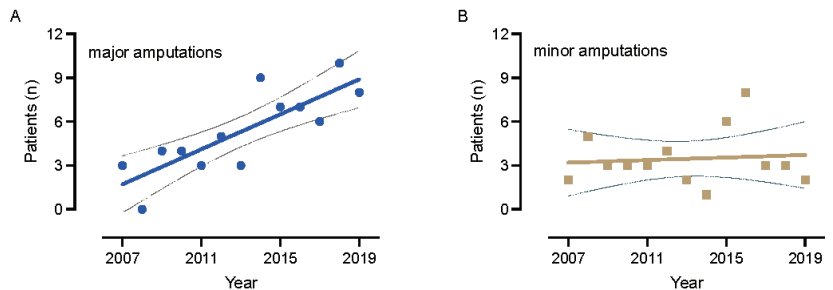 A
major amputations
Patients (n)
12
9
6
3
0
2007 2011 2015 2019
Year
B
minor amputations
Patients (n)
12
9
6
3
0
2007 2011 2015 2019
Year